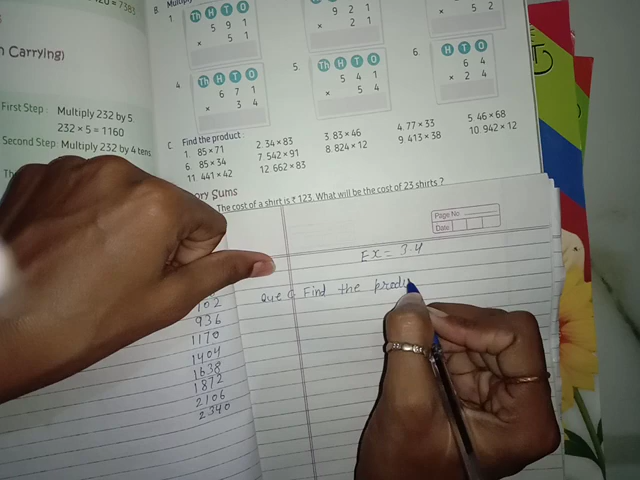 = 7383
n Carrying)
First Step: Multiply 232 by 5.
232 × 5 = 1160
Second Step: Multiply 232 by 4 tens
B
1.
Th H T O
5 9 1
× 5 1
9 2 1
× 2 1
× 5 2
4.
Th H T O
6 7 1
× 3 4
5.
Th H T O
5 4 1
× 5 4
6.
H T O
6 4
× 2 4
C Find the product:
1. 85 × 71 2. 34 × 83 3. 83 × 46 4. 77 × 33 5. 46 × 68
6. 85 × 34 7. 542 × 91 8. 824 × 12 9. 413 × 38 10. 942 × 12
11. 441 × 42 12. 662 × 83
ory Sums
The cost of a shirt is ₹ 123. What will be the cost of 23 shirts ?
Page No.
Date
Ex = 3.4
Que C Find the produ
702
936
1170
1404
1638
1872
2106
2340